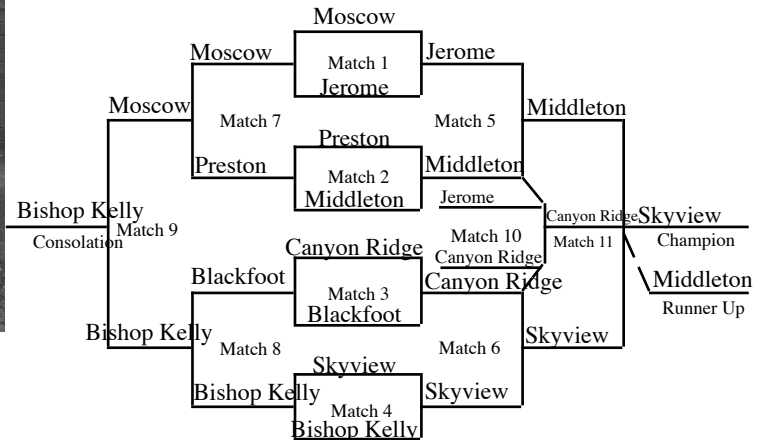 Moscow
Moscow
Match 1
Jerome
Jerome
Moscow
Match 7
Match 5
Middleton
Preston
Preston
Match 2
Middleton
Middleton
Jerome
Bishop Kelly
Match 9
Consolation
Canyon Ridge
Skyview
Match 10
Match 11
Champion
Canyon Ridge
Canyon Ridge
Blackfoot
Match 3
Canyon Ridge
Middleton
Blackfoot
Runner Up
Bishop Kelly
Match 8
Match 6
Skyview
Skyview
Bishop Kelly
Match 4
Skyview
Bishop Kelly